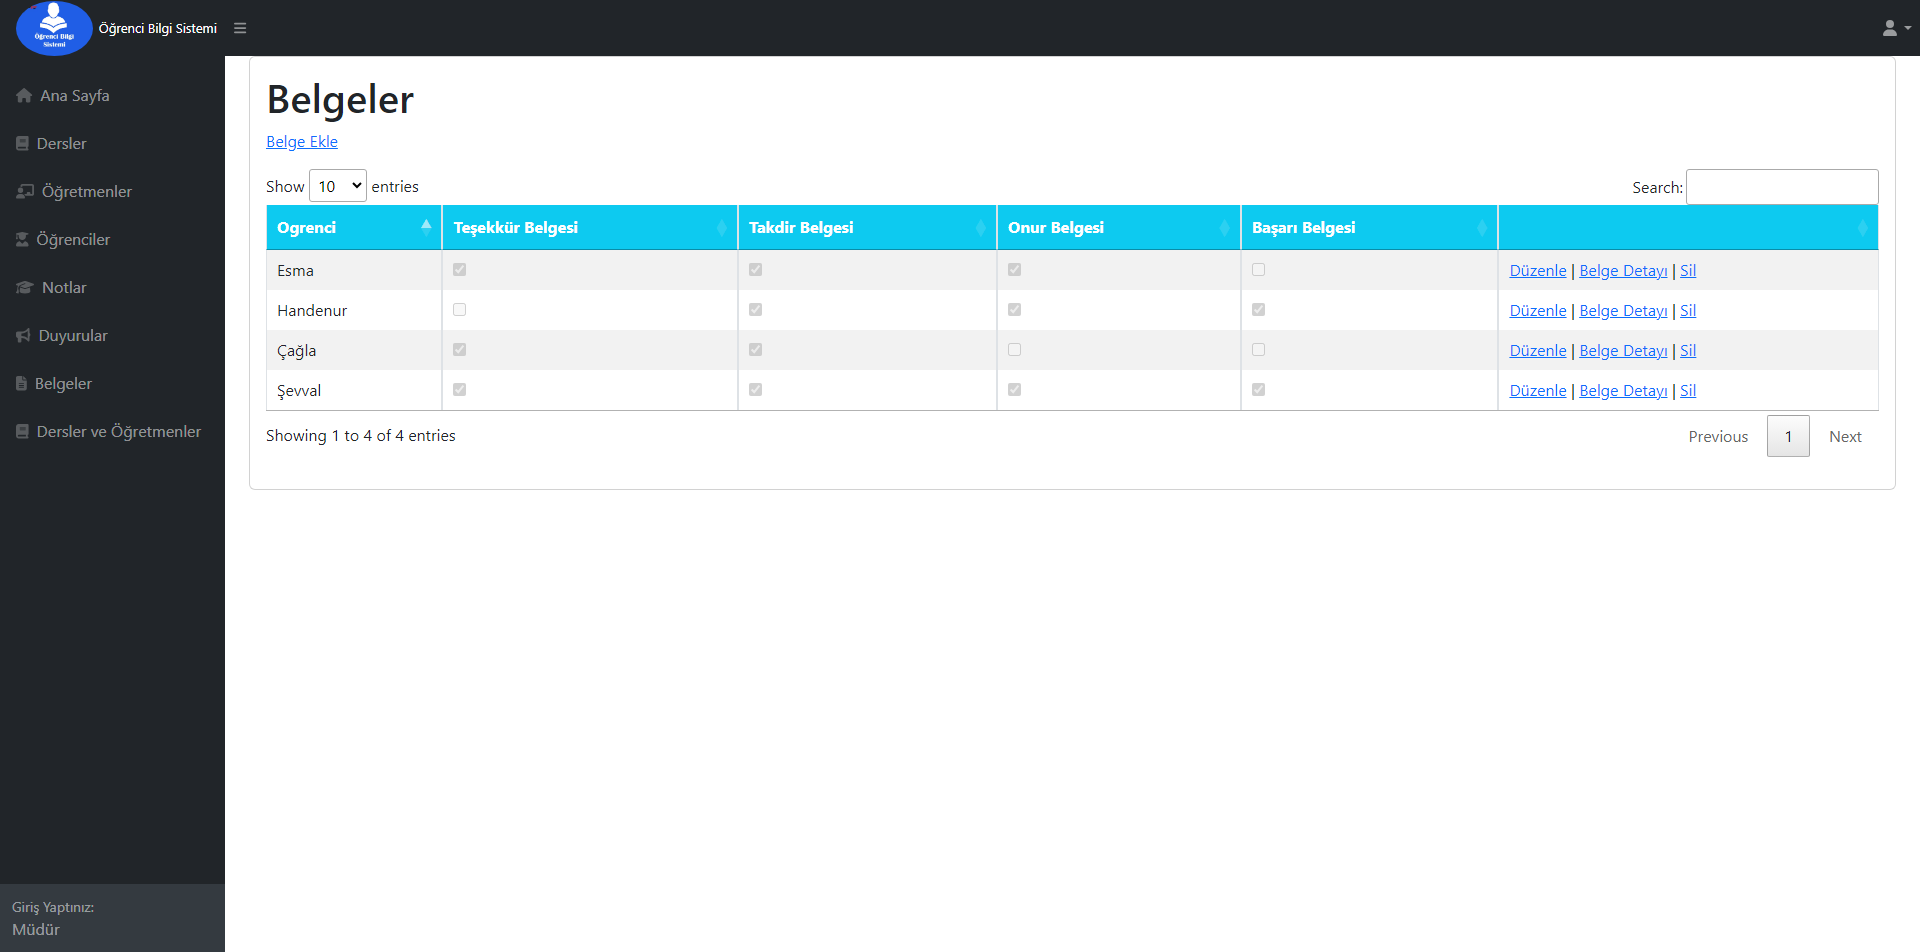 Öğrenci Bilgi
Sistemi
Öğrenci Bilgi Sistemi
Ana Sayfa
Dersler
Öğretmenler
Öğrenciler
Notlar
Duyurular
Belgeler
Dersler ve Öğretmenler
Giriş Yaptınız:
Müdür
Belgeler
Belge Ekle
Show 10 entries
Search:
Ogrenci Teşekkür Belgesi Takdir Belgesi Onur Belgesi Başarı Belgesi
Esma Düzenle | Belge Detayı | Sil
Handenur Düzenle | Belge Detayı | Sil
Çağla Düzenle | Belge Detayı | Sil
Şevval Düzenle | Belge Detayı | Sil
Showing 1 to 4 of 4 entries
Previous 1 Next